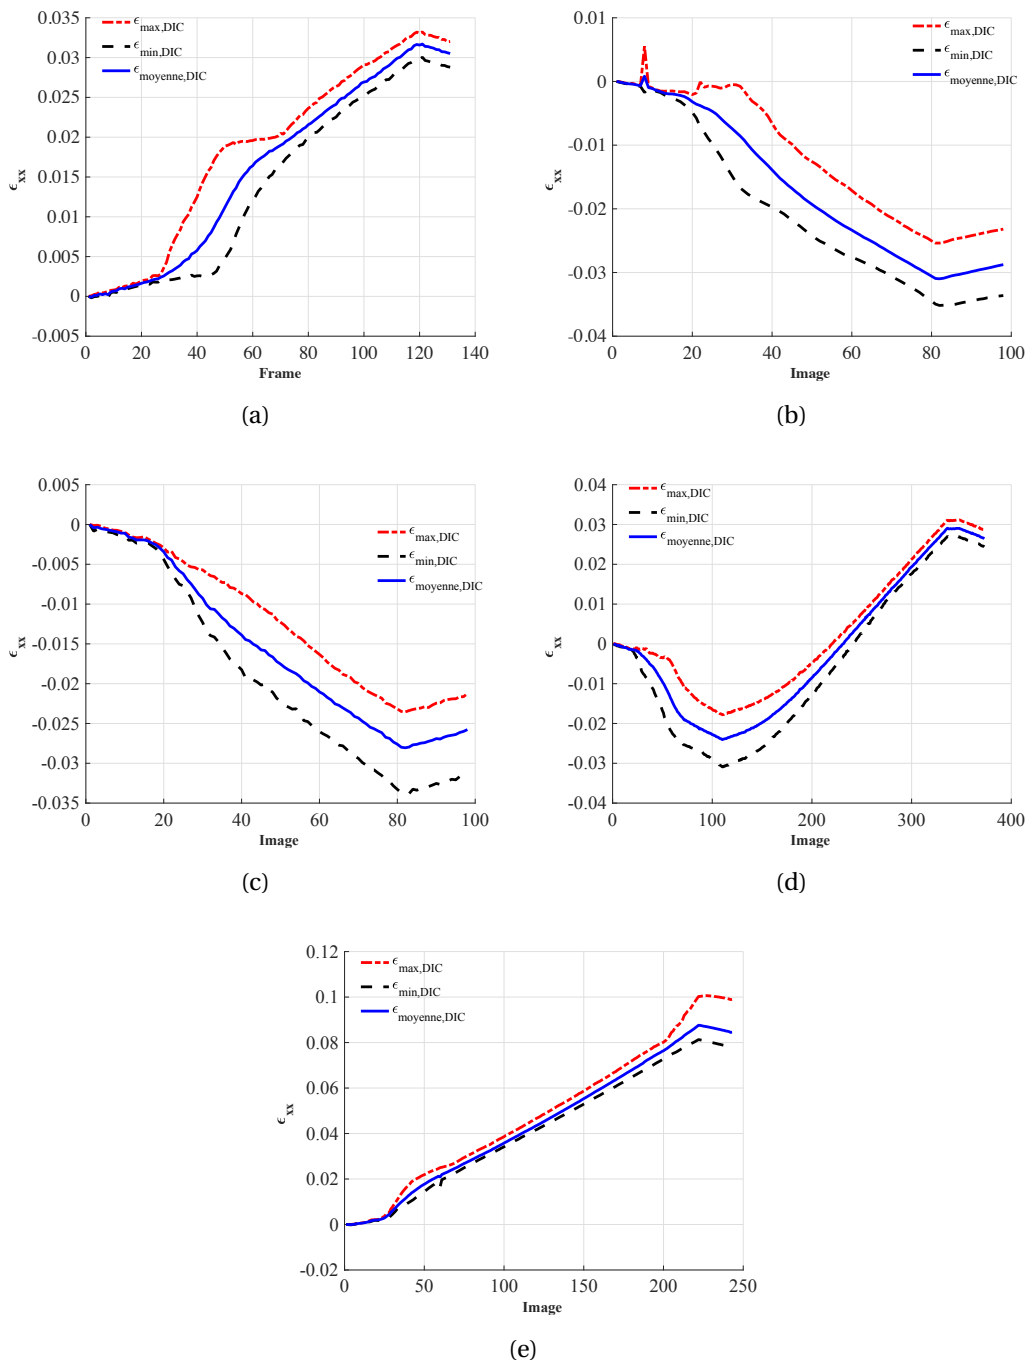 0.035
0.03
0.025
0.02
0.015
0.01
0.005
0
-0.005
ϵxx
ϵmax,DIC
ϵmin,DIC
ϵmoyenne,DIC
0 20 40 60 80 100 120 140
Frame
(a)
0.01
0
-0.01
-0.02
-0.03
-0.04
ϵxx
ϵmax,DIC
ϵmin,DIC
ϵmoyenne,DIC
0 20 40 60 80 100
Image
(b)
0.005
0
-0.005
-0.01
-0.015
-0.02
-0.025
-0.03
-0.035
ϵxx
ϵmax,DIC
ϵmin,DIC
ϵmoyenne,DIC
0 20 40 60 80 100
Image
(c)
0.04
0.03
0.02
0.01
0
-0.01
-0.02
-0.03
-0.04
ϵxx
ϵmax,DIC
ϵmin,DIC
ϵmoyenne,DIC
0 100 200 300 400
Image
(d)
0.12
0.1
0.08
0.06
0.04
0.02
0
-0.02
ϵxx
ϵmax,DIC
ϵmin,DIC
ϵmoyenne,DIC
0 50 100 150 200 250
Image
(e)